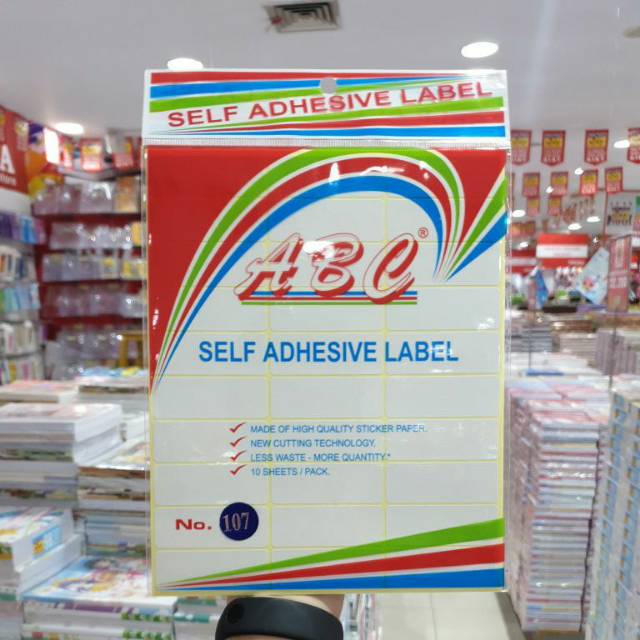 SELF ADHESIVE LABEL
ABC®
SELF ADHESIVE LABEL
MADE OF HIGH QUALITY STICKER PAPER.
NEW CUTTING TECHNOLOGY.
LESS WASTE - MORE QUANTITY.*
10 SHEETS / PACK.
No. 107